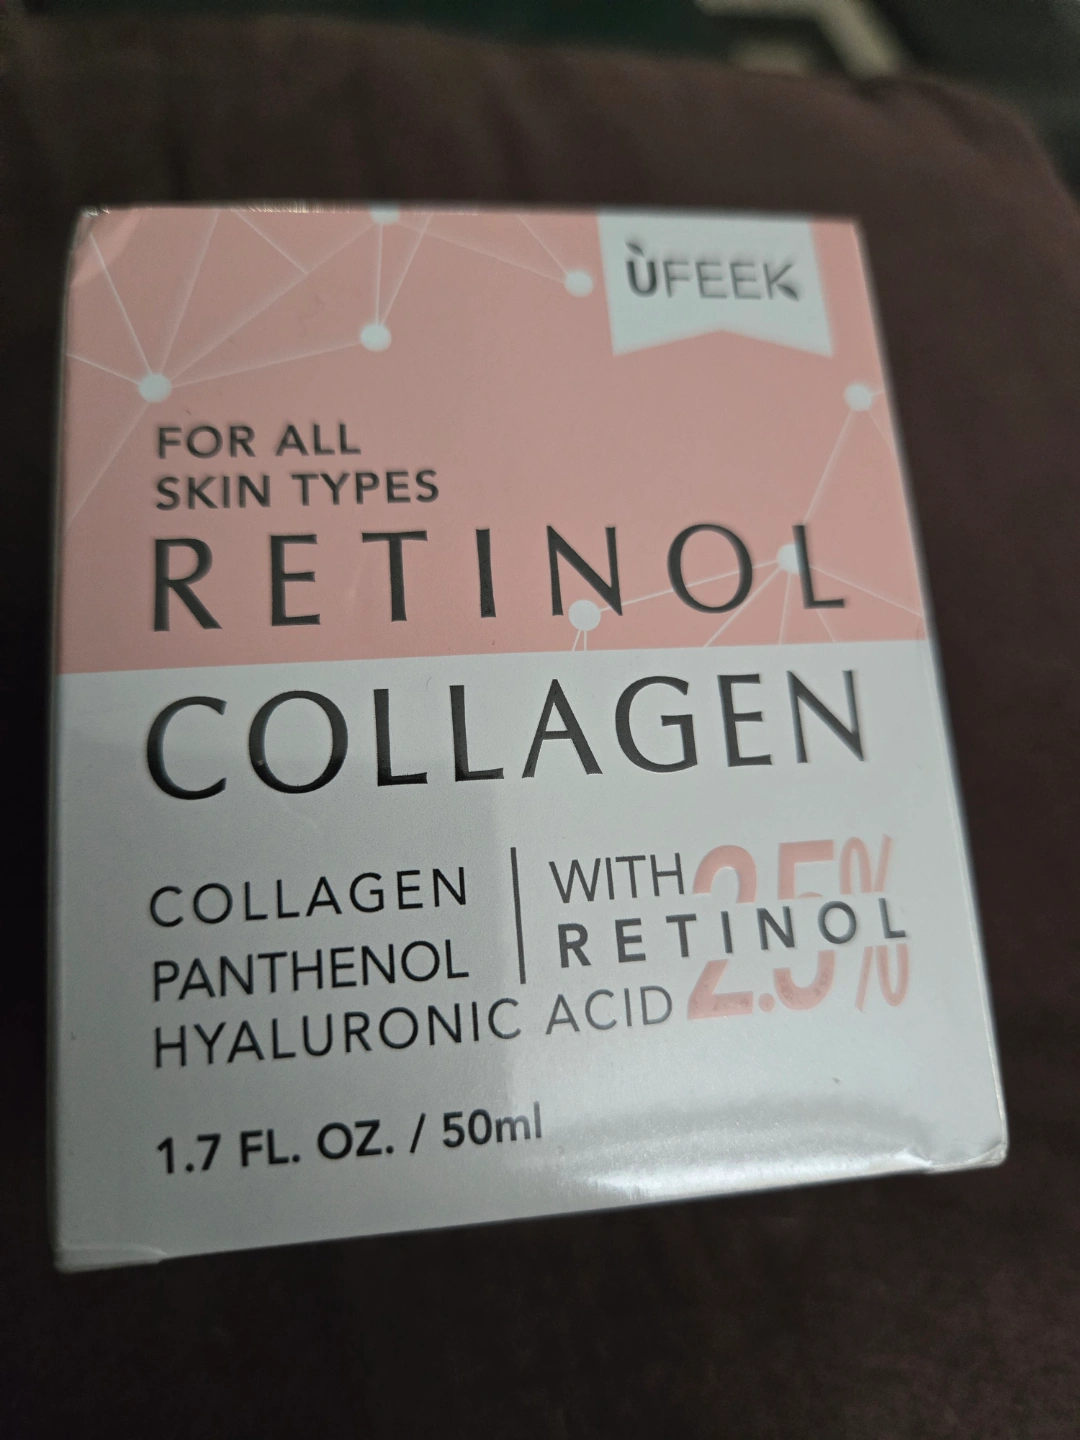 ÙFEEK
FOR ALL
SKIN TYPES
RETINOL
COLLAGEN
COLLAGEN
PANTHENOL
HYALURONIC ACID
WITH 2.5%
RETINOL
1.7 FL. OZ. / 50ml